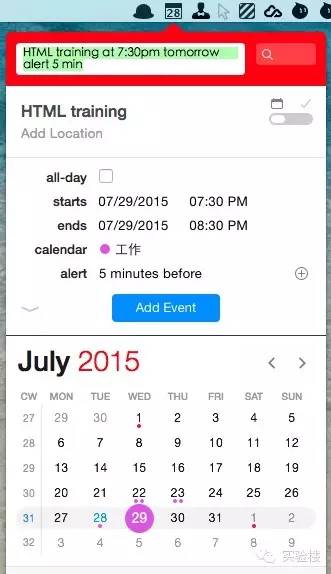 28
HTML training at 7:30pm tomorrow
alert 5 min
HTML training
Add Location
all-day
starts 07/29/2015 07:30 PM
ends 07/29/2015 08:30 PM
calendar 工作
alert 5 minutes before
Add Event
July 2015
CW MON TUE WED THU FRI SAT SUN
27 29 30 1 2 3 4 5
28 6 7 8 9 10 11 12
29 13 14 15 16 17 18 19
30 20 21 22 23 24 25 26
31 27 28 29 30 31 1 2
32 3 4 5 6 7 8 9
实验楼